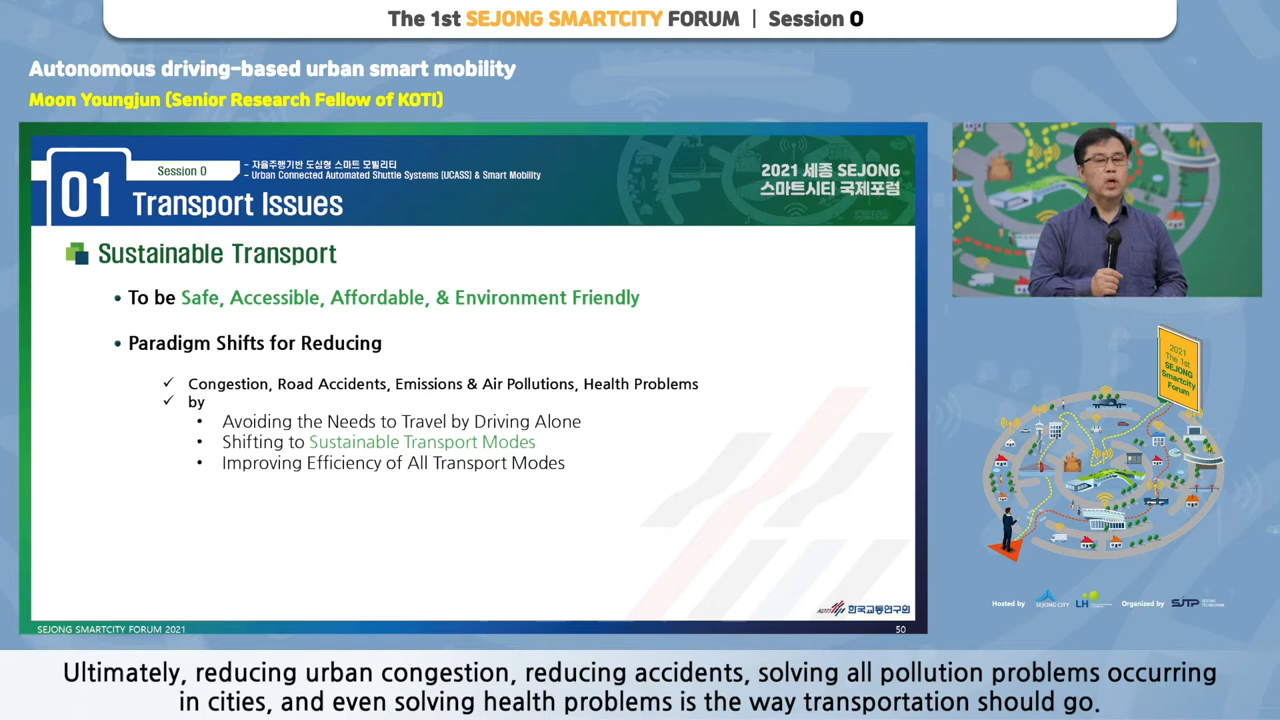 The 1st SEJONG SMARTCITY FORUM | Session 0
Autonomous driving-based urban smart mobility
Moon Youngjun (Senior Research Fellow of KOTI)
01
Session 0
- 자율주행기반 도심형 스마트 모빌리티
- Urban Connected Automated Shuttle Systems (UCASS) & Smart Mobility
Transport Issues
2021 세종 SEJONG
스마트시티 국제포럼
Sustainable Transport
• To be Safe, Accessible, Affordable, & Environment Friendly
• Paradigm Shifts for Reducing
✓ Congestion, Road Accidents, Emissions & Air Pollutions, Health Problems
✓ by
• Avoiding the Needs to Travel by Driving Alone
• Shifting to Sustainable Transport Modes
• Improving Efficiency of All Transport Modes
KOTI 한국교통연구원
SEJONG SMARTCITY FORUM 2021
50
2021
The 1st
SEJONG
Smartcity
Forum
Hosted by
SEJONG CITY
LH
Organized by
SJTP
Ultimately, reducing urban congestion, reducing accidents, solving all pollution problems occurring
in cities, and even solving health problems is the way transportation should go.